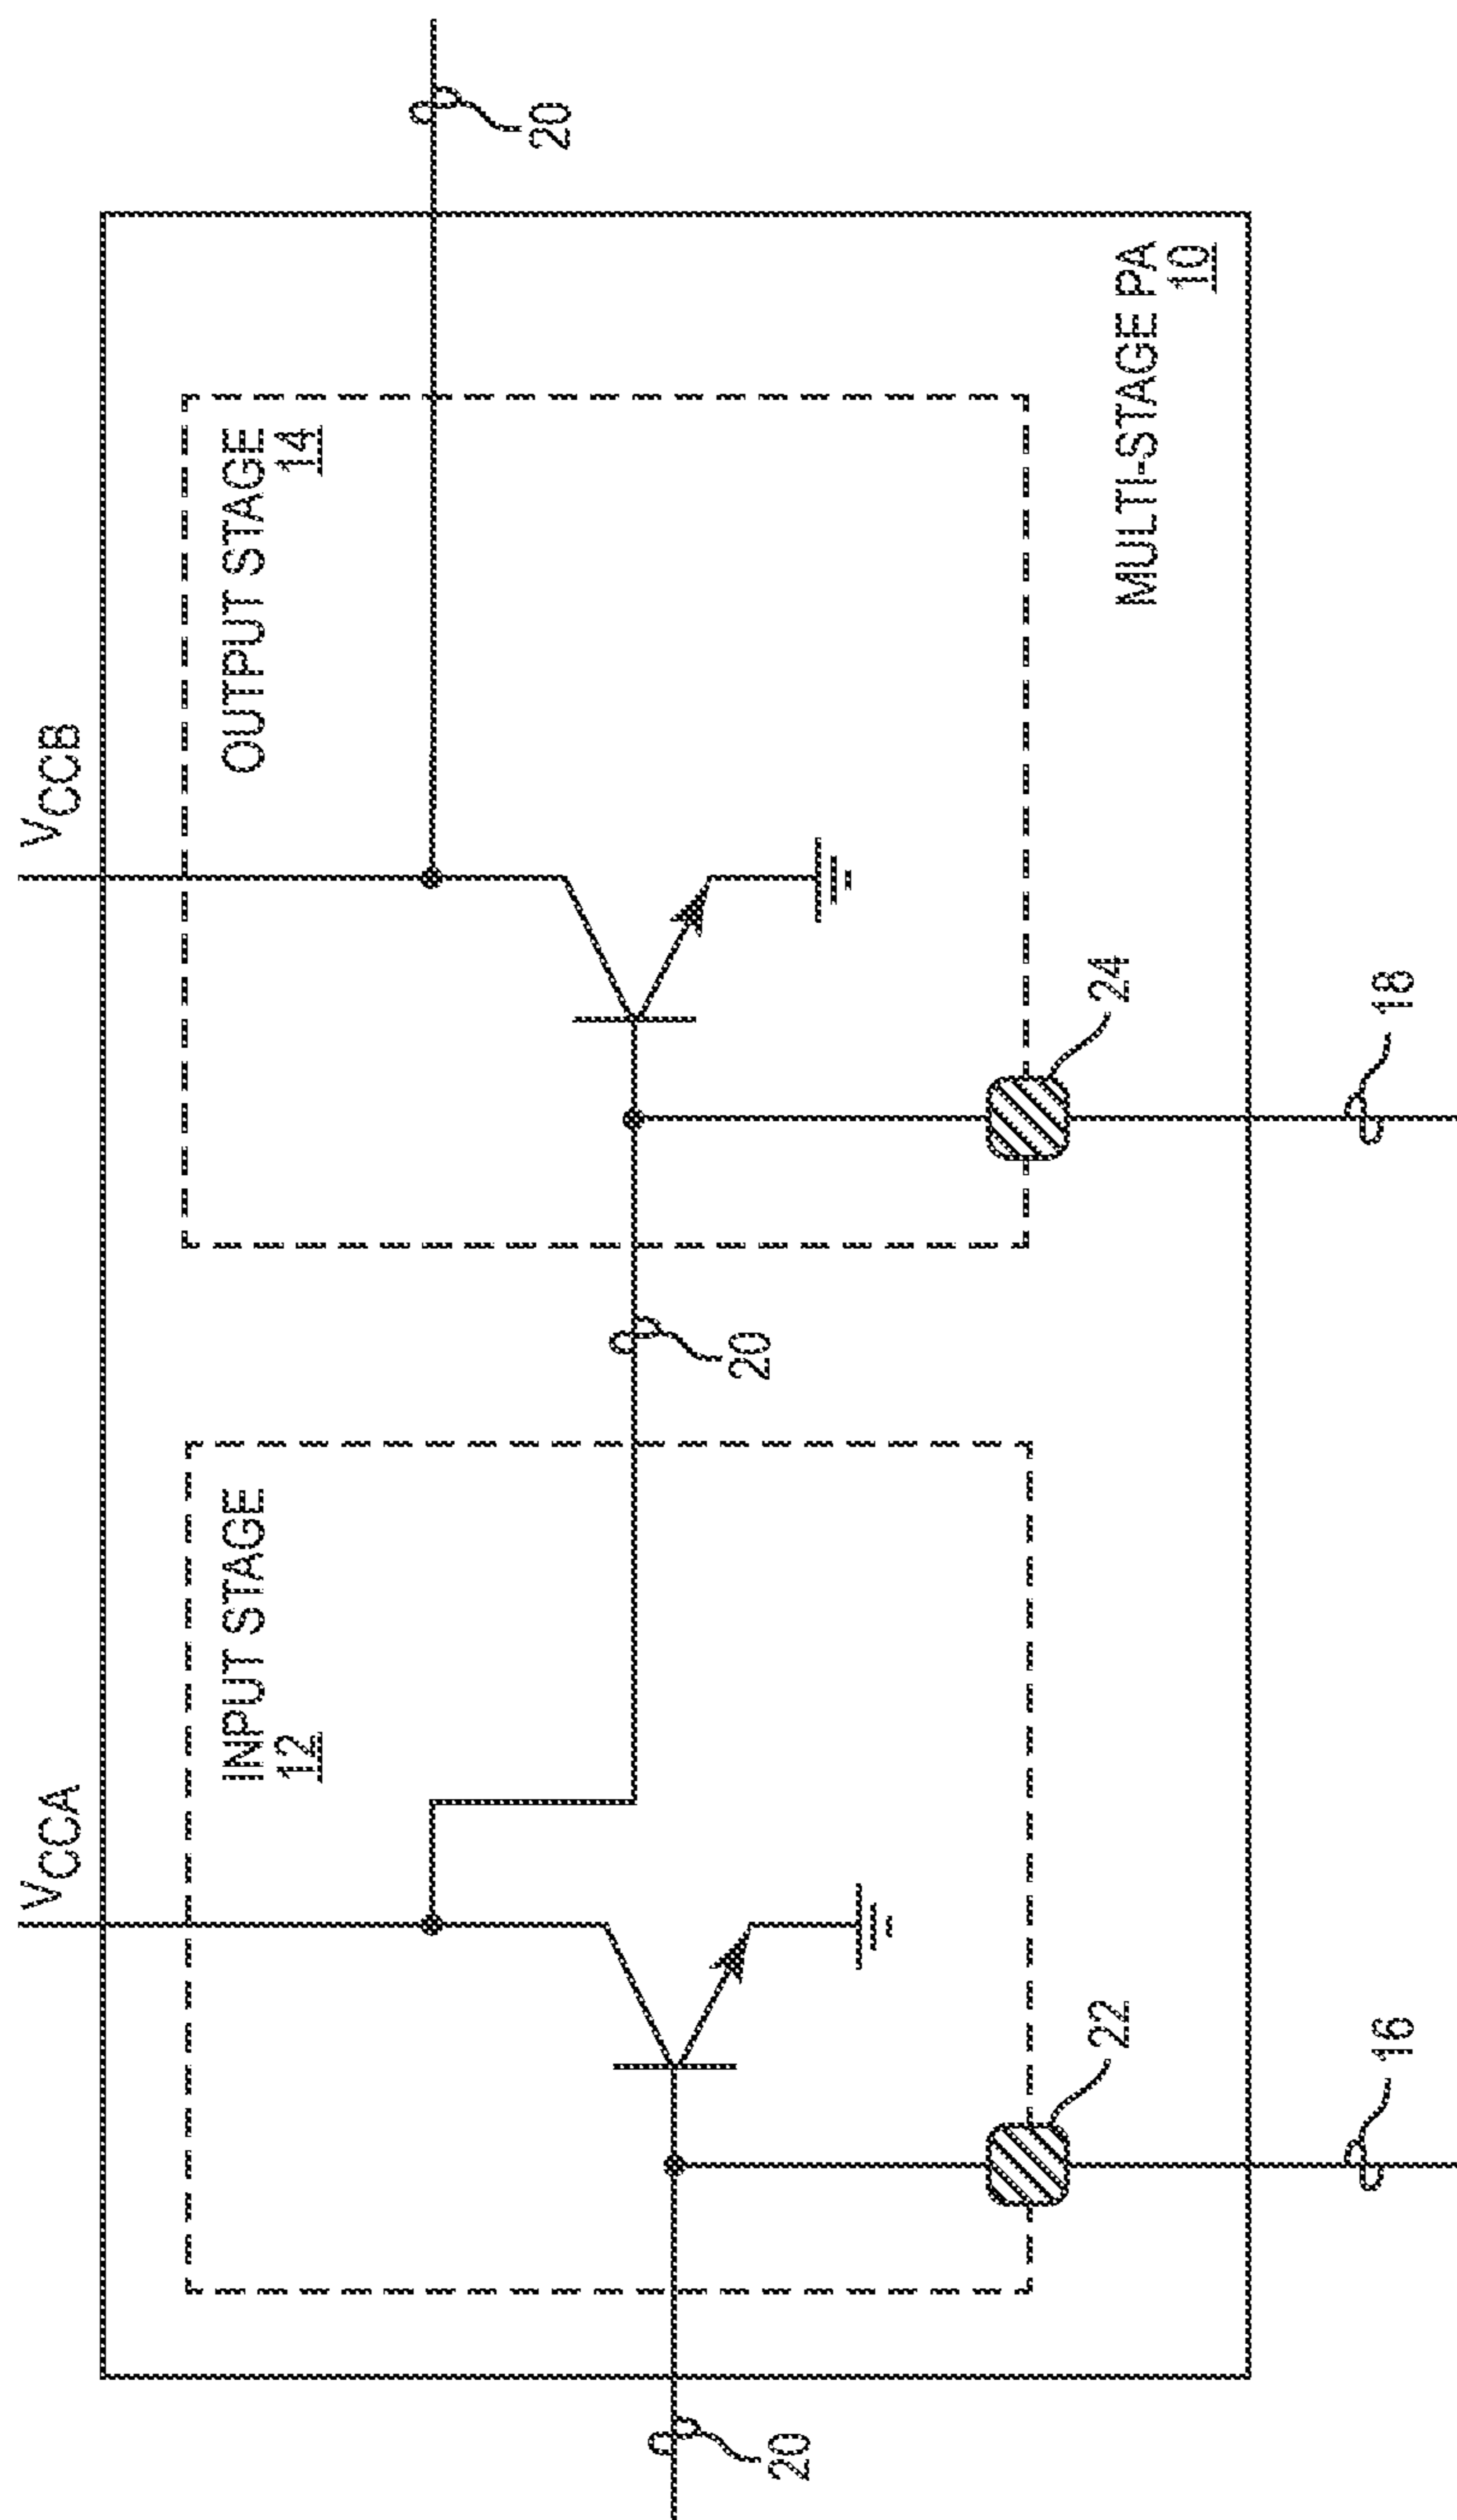 VCCA
VCCB
INPUT STAGE
12
OUTPUT STAGE
14
20
20
20
22
24
MULTI-STAGE PA
10
16
18